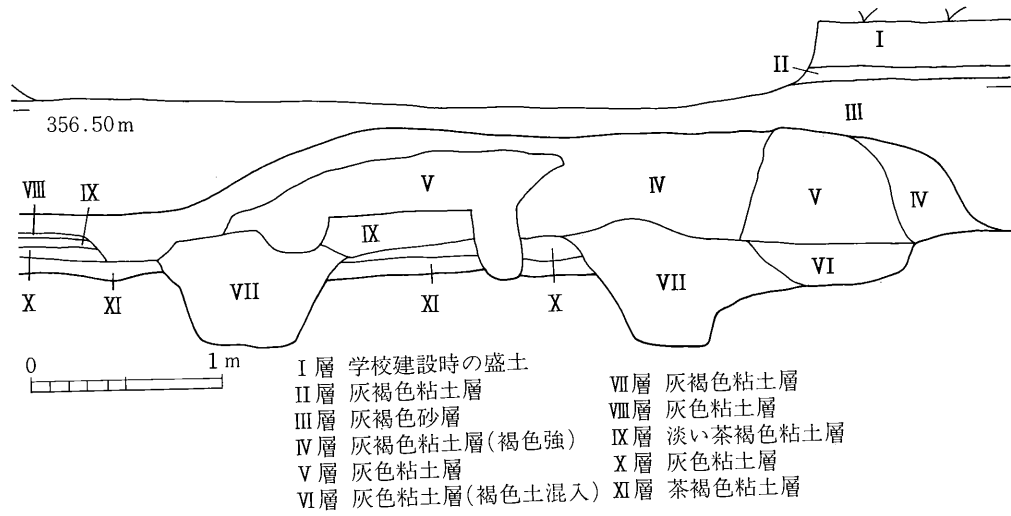 I
II
III
356.50m
VIII
IX
V
IV
V
IV
IX
VI
VII
VII
X
XI
XI
X
0
1 m
I層 学校建設時の盛土
II層 灰褐色粘土層
III層 灰褐色砂層
IV層 灰褐色粘土層(褐色強)
V層 灰色粘土層
VI層 灰色粘土層(褐色土混入)
VII層 灰褐色粘土層
VIII層 灰色粘土層
IX層 淡い茶褐色粘土層
X層 灰色粘土層
XI層 茶褐色粘土層